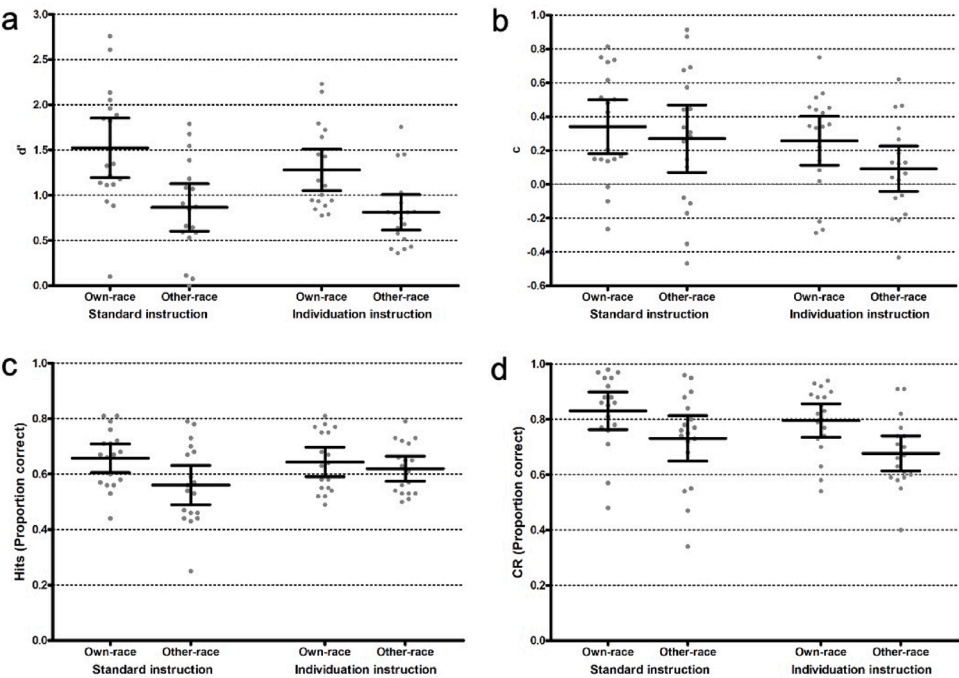 a
3.0
2.5
2.0
1.5
1.0
0.5
0.0
d'
Own-race Other-race Own-race Other-race
Standard instruction Individuation instruction
b
1.0
0.8
0.6
0.4
0.2
0.0
-0.2
-0.4
-0.6
c
Own-race Other-race Own-race Other-race
Standard instruction Individuation instruction
c
1.0
0.8
0.6
0.4
0.2
0.0
Hits (Proportion correct)
Own-race Other-race Own-race Other-race
Standard instruction Individuation instruction
d
1.0
0.8
0.6
0.4
0.2
0.0
CR (Proportion correct)
Own-race Other-race Own-race Other-race
Standard instruction Individuation instruction